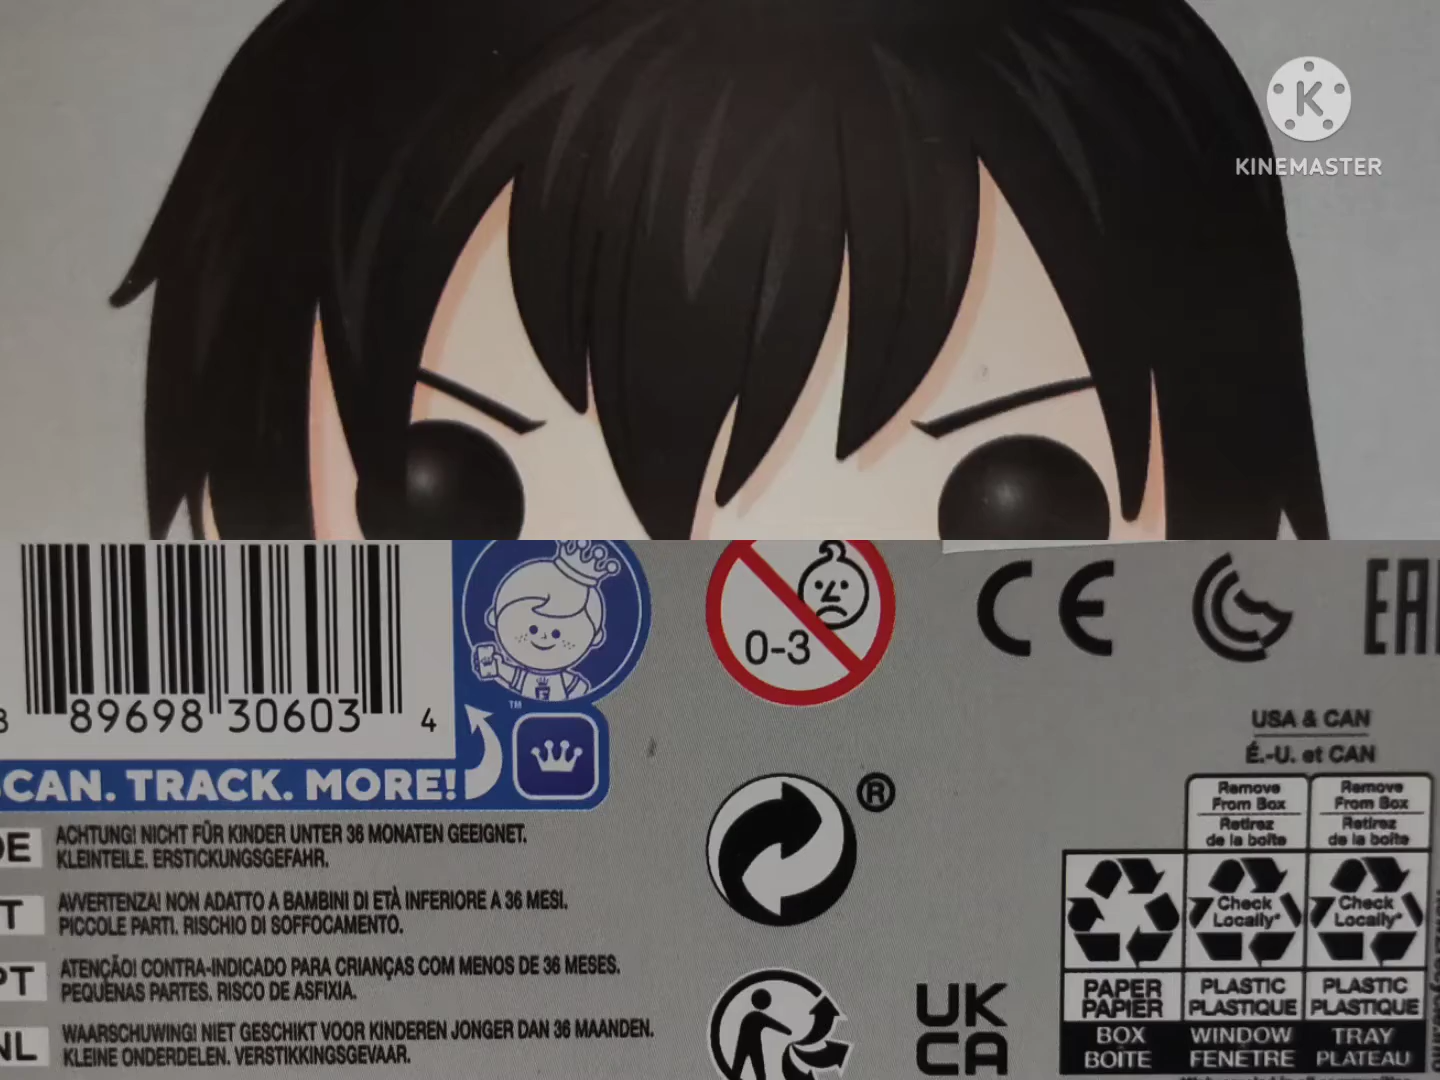 K
KINEMASTER
89698 30603 4
SCAN. TRACK. MORE!
TM
0-3
CE
EAC
USA & CAN
É.-U. et CAN
®
Remove
From Box
Retirez
de la boîte
Remove
From Box
Retirez
de la boîte
Check
Locally*
Check
Locally*
PAPER
PAPIER
PLASTIC
PLASTIQUE
PLASTIC
PLASTIQUE
BOX
BOÎTE
WINDOW
FENÊTRE
TRAY
PLATEAU
UK
CA
DE ACHTUNG! NICHT FÜR KINDER UNTER 36 MONATEN GEEIGNET.
KLEINTEILE. ERSTICKUNGSGEFAHR.
IT AVVERTENZA! NON ADATTO A BAMBINI DI ETÀ INFERIORE A 36 MESI.
PICCOLE PARTI. RISCHIO DI SOFFOCAMENTO.
PT ATENÇÃO! CONTRA-INDICADO PARA CRIANÇAS COM MENOS DE 36 MESES.
PEQUENAS PARTES. RISCO DE ASFIXIA.
NL WAARSCHUWING! NIET GESCHIKT VOOR KINDEREN JONGER DAN 36 MAANDEN.
KLEINE ONDERDELEN. VERSTIKKINGSGEVAAR.